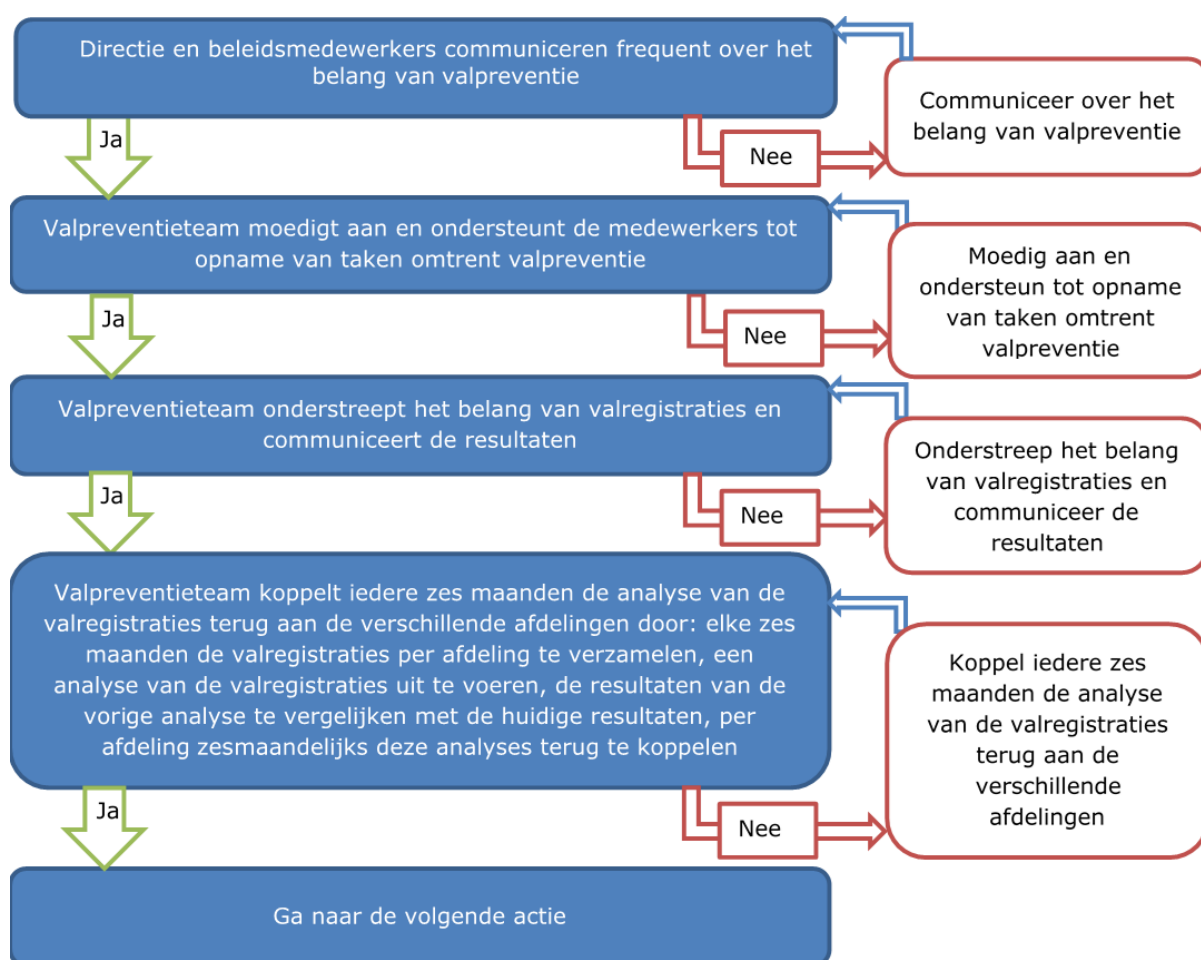 Directie en beleidsmedewerkers communiceren frequent over het
belang van valpreventie
Communiceer over het
belang van valpreventie
Ja
Nee
Valpreventieteam moedigt aan en ondersteunt de medewerkers tot
opname van taken omtrent valpreventie
Moedig aan en
ondersteun tot opname
van taken omtrent
valpreventie
Ja
Nee
Valpreventieteam onderstreept het belang van valregistraties en
communiceert de resultaten
Onderstreep het belang
van valregistraties en
communiceer de
resultaten
Ja
Nee
Valpreventieteam koppelt iedere zes maanden de analyse van de
valregistraties terug aan de verschillende afdelingen door: elke zes
maanden de valregistraties per afdeling te verzamelen, een
analyse van de valregistraties uit te voeren, de resultaten van de
vorige analyse te vergelijken met de huidige resultaten, per
afdeling zesmaandelijks deze analyses terug te koppelen
Koppel iedere zes
maanden de analyse
van de valregistraties
terug aan de
verschillende
afdelingen
Ja
Nee
Ga naar de volgende actie